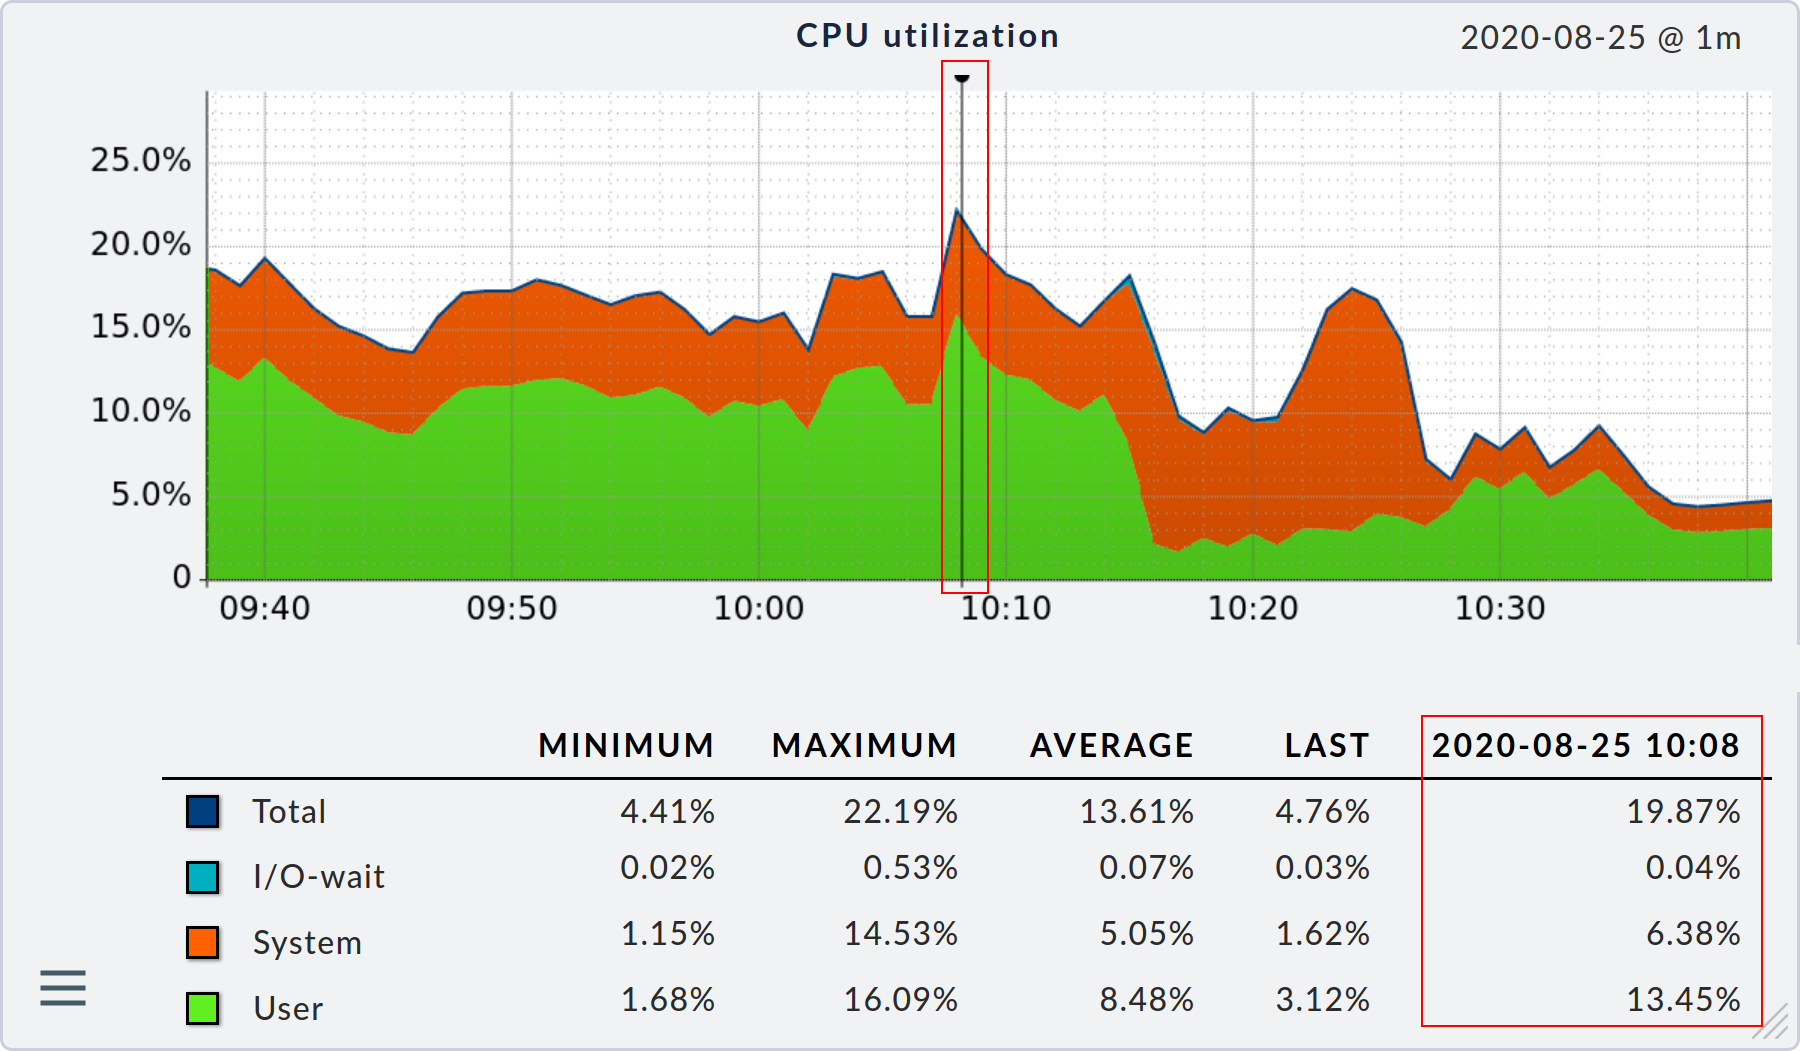 CPU utilization
2020-08-25 @ 1m
25.0%
20.0%
15.0%
10.0%
5.0%
0
09:40 09:50 10:00 10:10 10:20 10:30
MINIMUM MAXIMUM AVERAGE LAST 2020-08-25 10:08
Total 4.41% 22.19% 13.61% 4.76% 19.87%
I/O-wait 0.02% 0.53% 0.07% 0.03% 0.04%
System 1.15% 14.53% 5.05% 1.62% 6.38%
User 1.68% 16.09% 8.48% 3.12% 13.45%